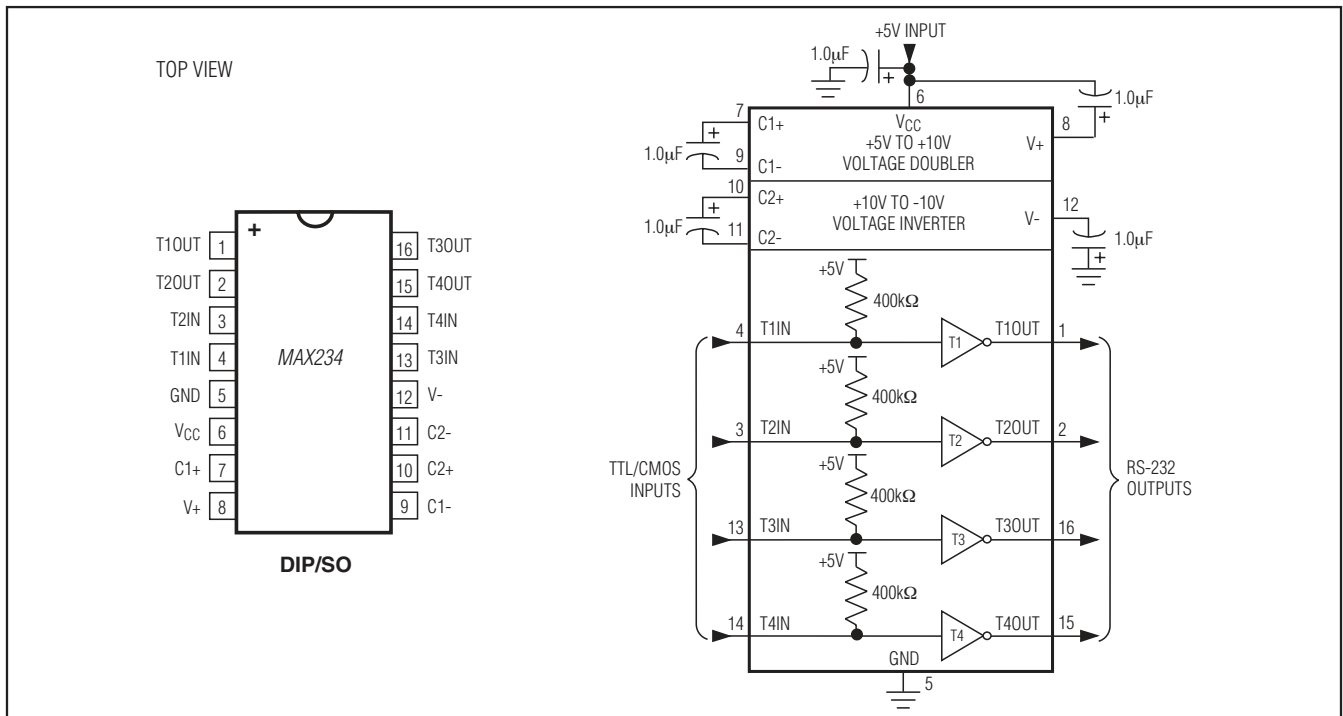 TOP VIEW
+
T1OUT 1
T2OUT 2
T2IN 3
T1IN 4
GND 5
VCC 6
C1+ 7
V+ 8
MAX234
16 T3OUT
15 T4OUT
14 T4IN
13 T3IN
12 V-
11 C2-
10 C2+
9 C1-
DIP/SO
+5V INPUT
1.0µF
+
6
1.0µF
+
7 C1+
VCC
+5V TO +10V
VOLTAGE DOUBLER
V+ 8
1.0µF
+
9 C1-
10 C2+
+10V TO -10V
VOLTAGE INVERTER
V- 12
1.0µF
+
11 C2-
1.0µF
+
+5V
400kΩ
4 T1IN T1 T1OUT 1
+5V
400kΩ
3 T2IN T2 T2OUT 2
TTL/CMOS
INPUTS
RS-232
OUTPUTS
+5V
400kΩ
13 T3IN T3 T3OUT 16
+5V
400kΩ
14 T4IN T4 T4OUT 15
GND
5